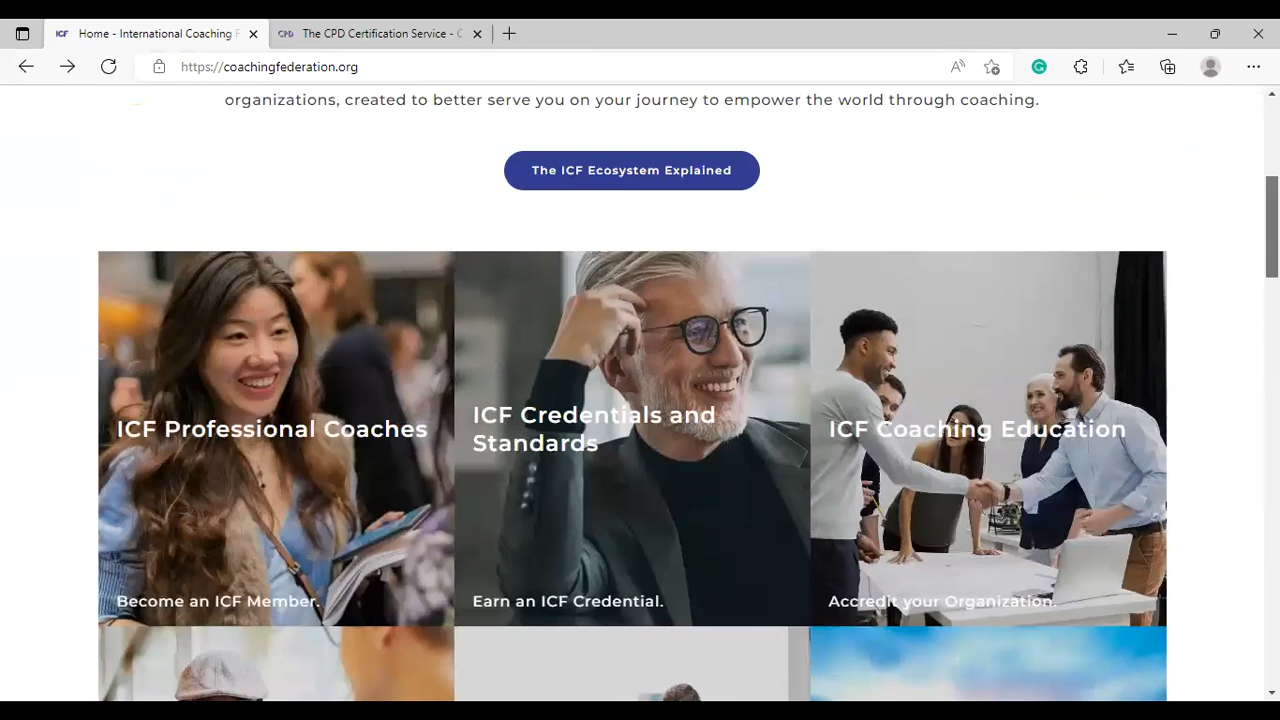 ICF Home - International Coaching F
CPD The CPD Certification Service - C
https://coachingfederation.org
organizations, created to better serve you on your journey to empower the world through coaching.
The ICF Ecosystem Explained
ICF Professional Coaches
Become an ICF Member.
ICF Credentials and
Standards
Earn an ICF Credential.
ICF Coaching Education
Accredit your Organization.